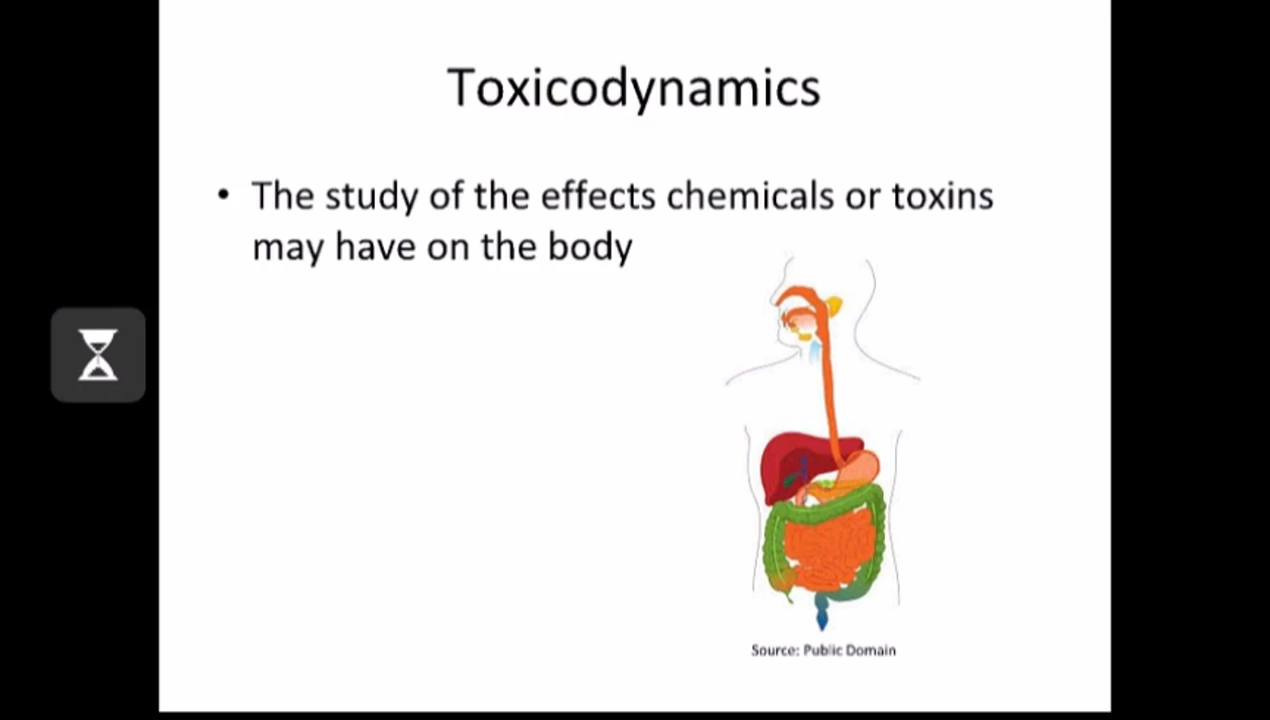 Toxicodynamics
• The study of the effects chemicals or toxins
may have on the body
Source: Public Domain